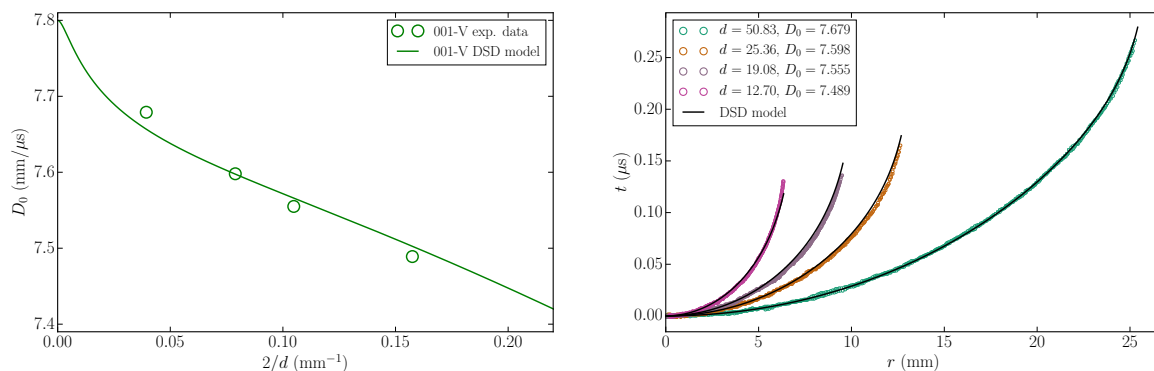 7.8
7.7
7.6
7.5
7.4
D₀ (mm/μs)
0.00
0.05
0.10
0.15
0.20
2/d (mm⁻¹)
001-V exp. data
001-V DSD model
0.25
0.20
0.15
0.10
0.05
0.00
t (μs)
0
5
10
15
20
25
r (mm)
d = 50.83, D₀ = 7.679
d = 25.36, D₀ = 7.598
d = 19.08, D₀ = 7.555
d = 12.70, D₀ = 7.489
DSD model